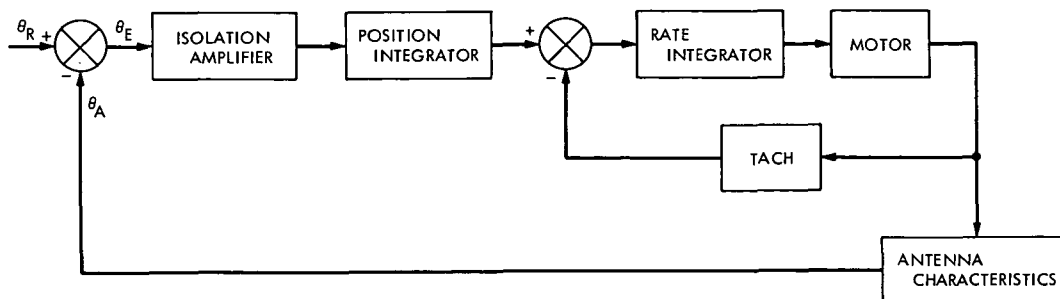 θR + θE
−
θA
ISOLATION
AMPLIFIER
POSITION
INTEGRATOR
+
−
RATE
INTEGRATOR
MOTOR
TACH
ANTENNA
CHARACTERISTICS